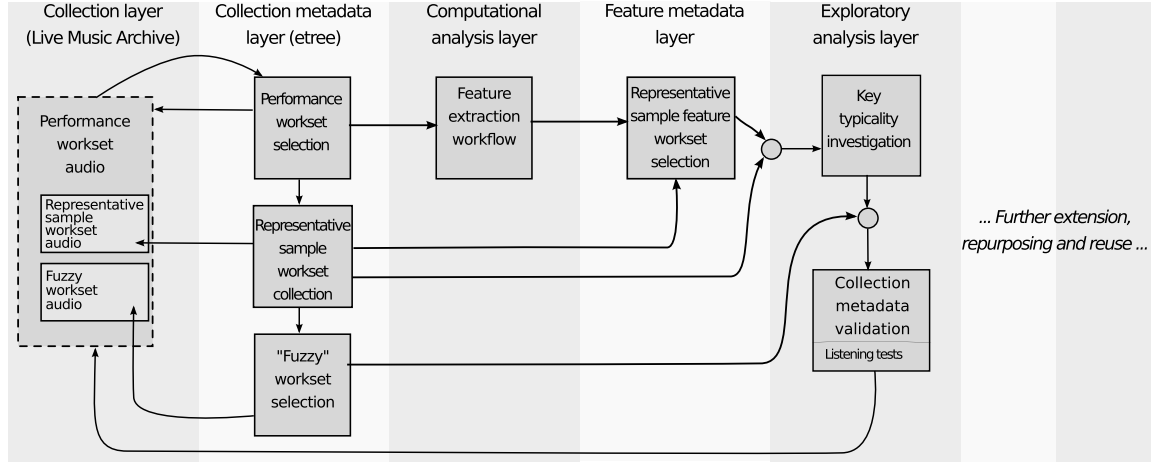 Collection layer
(Live Music Archive)
Collection metadata
layer (etree)
Computational
analysis layer
Feature metadata
layer
Exploratory
analysis layer
Performance
workset
audio
Representative
sample
workset
audio
Fuzzy
workset
audio
Performance
workset
selection
Representative
sample
workset
collection
"Fuzzy"
workset
selection
Feature
extraction
workflow
Representative
sample feature
workset
selection
Key
typicality
investigation
Collection
metadata
validation
Listening tests
... Further extension,
repurposing and reuse ...